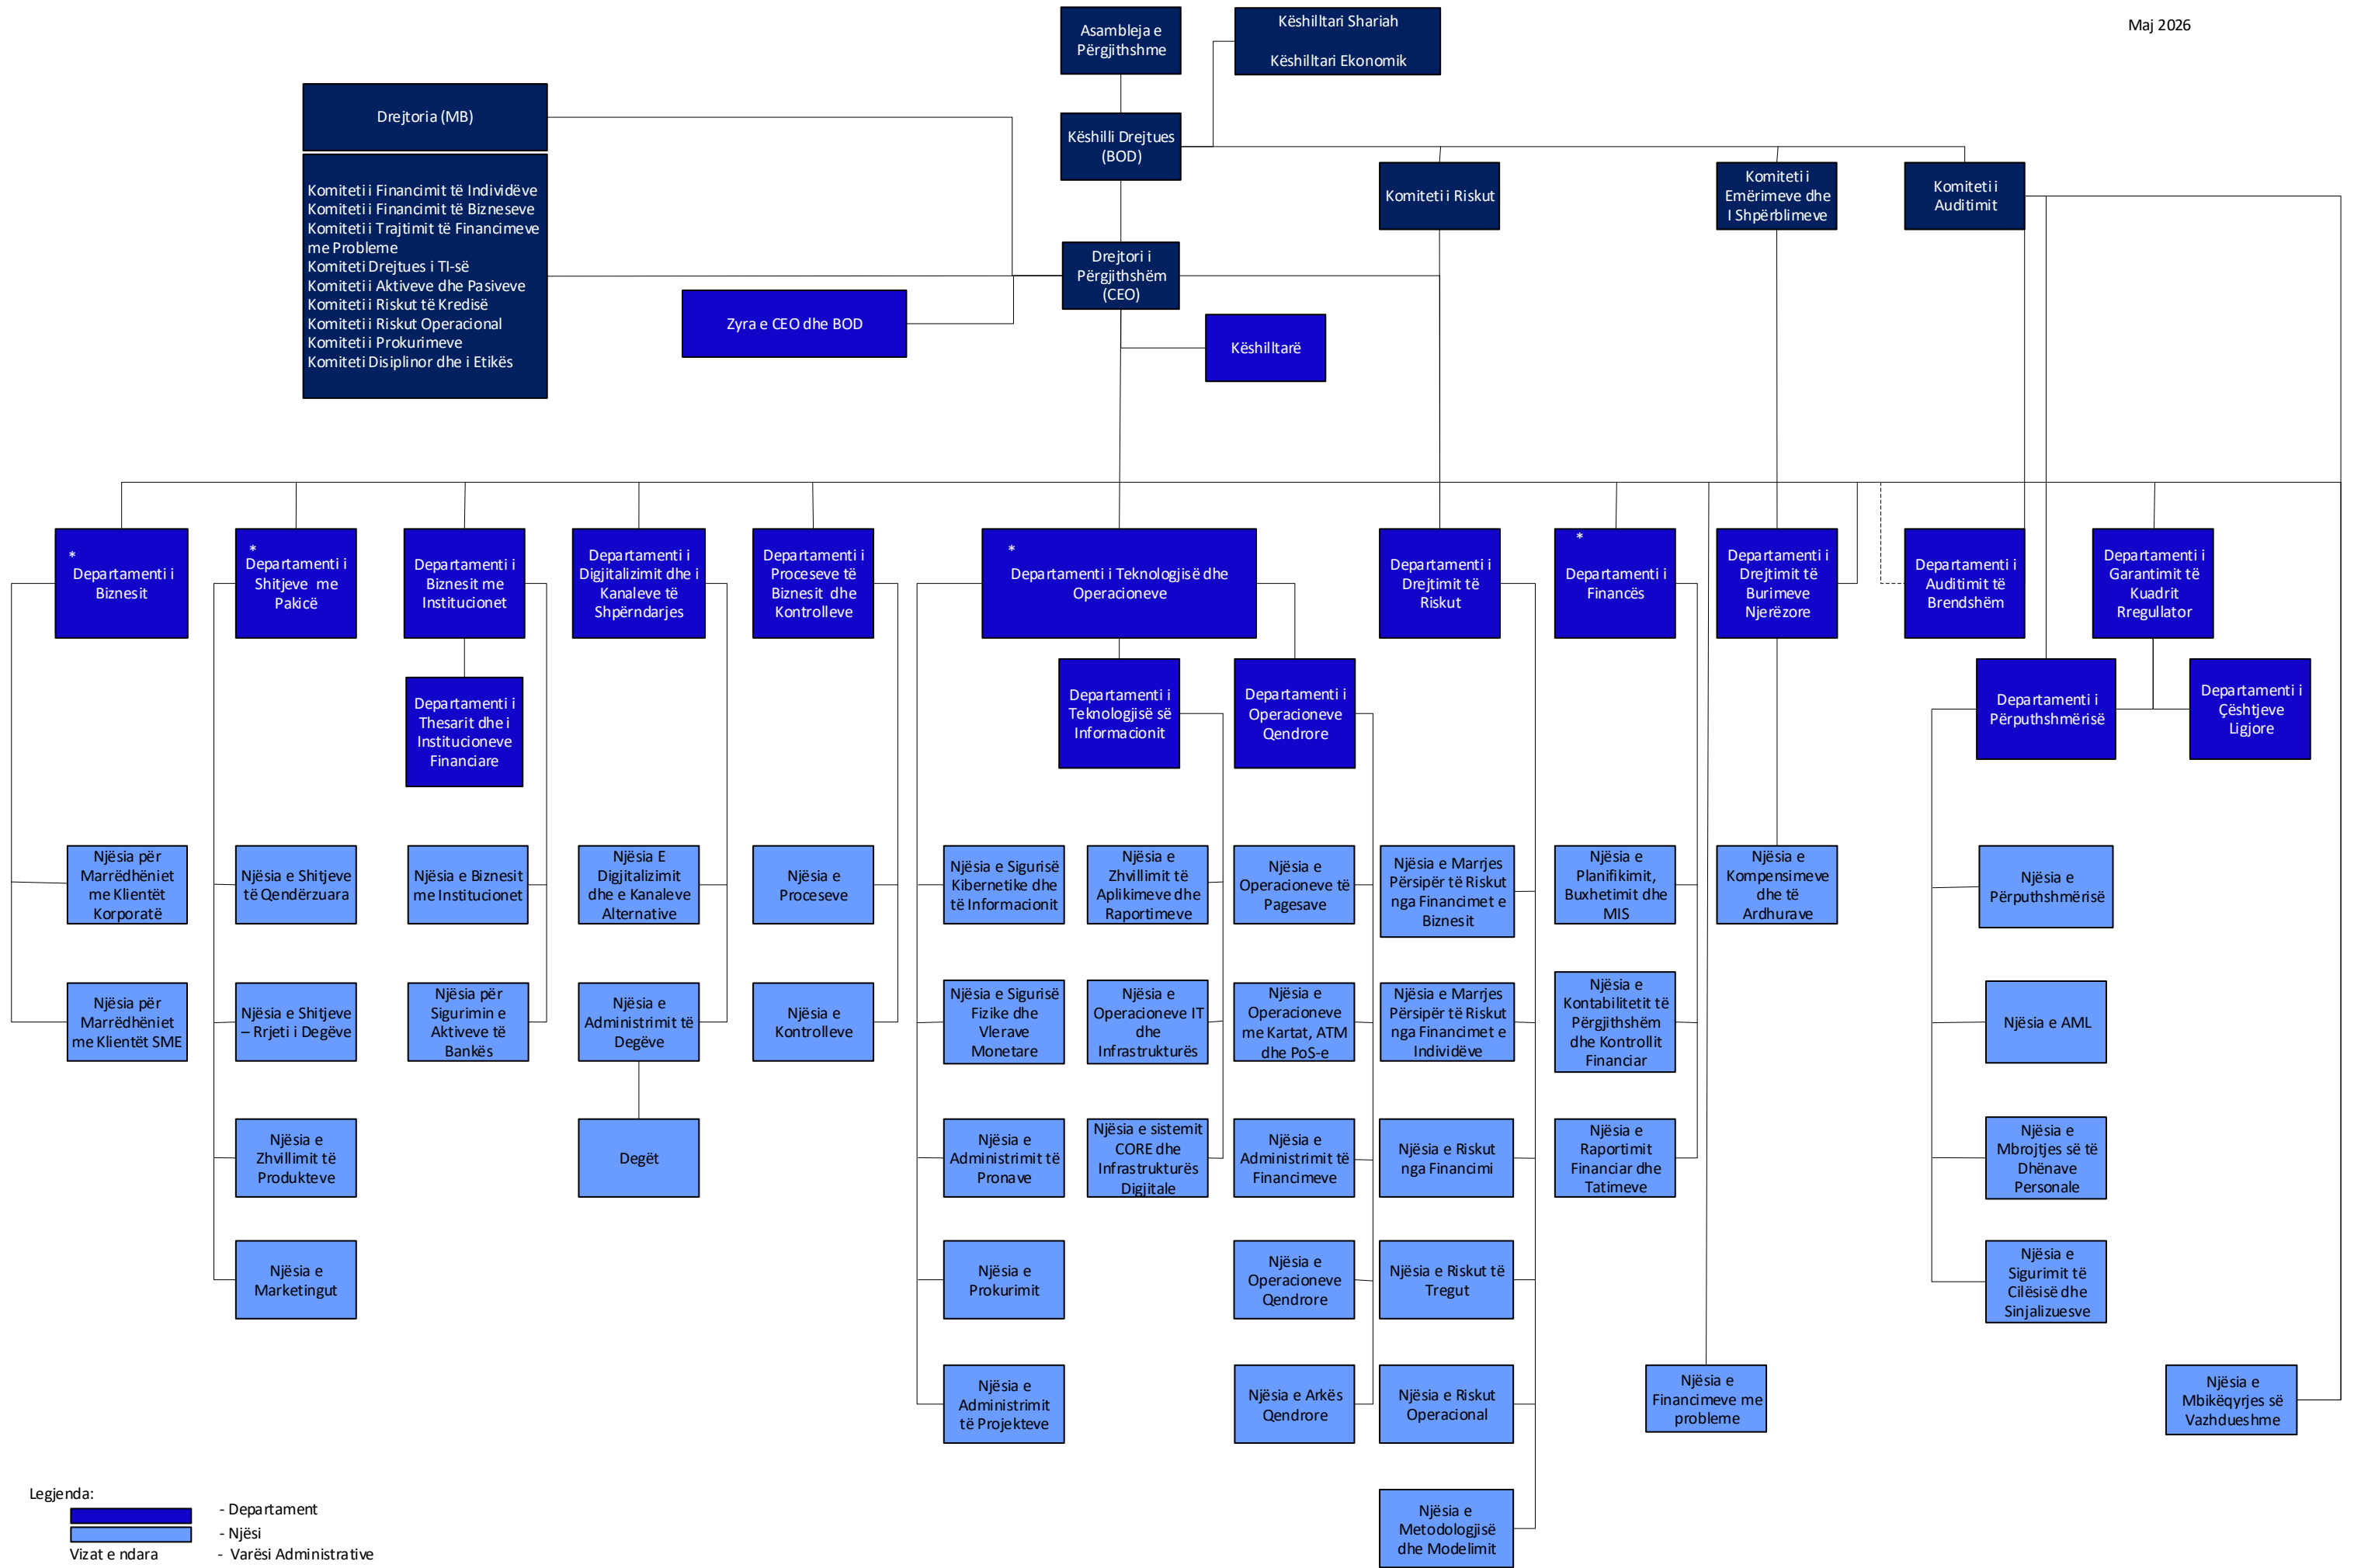 Maj 2026
Asambleja e
Përgjithshme
Këshilltari Shariah
Këshilltari Ekonomik
Drejtoria (MB)
Këshilli Drejtues
(BOD)
Komiteti i Financimit të Individëve
Komiteti i Financimit të Bizneseve
Komiteti i Trajtimit të Financimeve
me Probleme
Komiteti Drejtues i TI-së
Komiteti i Aktiveve dhe Pasiveve
Komiteti i Riskut të Kredisë
Komiteti i Riskut Operacional
Komiteti i Prokurimeve
Komiteti Disiplinor dhe i Etikës
Komiteti i Riskut
Komiteti i
Emërimeve dhe
I Shpërblimeve
Komiteti i
Auditimit
Drejtori i
Përgjithshëm
(CEO)
Zyra e CEO dhe BOD
Këshilltarë
*
Departamenti i
Biznesit
*
Departamenti i
Shitjeve me
Pakicë
Departamenti i
Biznesit me
Institucionet
Departamenti i
Digjitalizimit dhe i
Kanaleve të
Shpërndarjes
Departamenti i
Proceseve të
Biznesit dhe
Kontrolleve
*
Departamenti i Teknologjisë dhe
Operacioneve
Departamenti i
Drejtimit të
Riskut
*
Departamenti i
Financës
Departamenti i
Drejtimit të
Burimeve
Njerëzore
Departamenti i
Auditimit të
Brendshëm
Departamenti i
Garantimit të
Kuadrit
Rregullator
Departamenti i
Thesarit dhe i
Institucioneve
Financiare
Departamenti i
Teknologjisë së
Informacionit
Departamenti i
Operacioneve
Qendrore
Departamenti i
Përputhshmërisë
Departamenti i
Çështjeve
Ligjore
Njësia për
Marrëdhëniet
me Klientët
Korporatë
Njësia e Shitjeve
të Qendërzuara
Njësia e Biznesit
me Institucionet
Njësia E
Digjitalizimit
dhe e Kanaleve
Alternative
Njësia e
Proceseve
Njësia e Sigurisë
Kibernetike dhe
të Informacionit
Njësia e
Zhvillimit të
Aplikimeve dhe
Raportimeve
Njësia e
Operacioneve të
Pagesave
Njësia e Marrjes
Përsipër të Riskut
nga Financimet e
Biznesit
Njësia e
Planifikimit,
Buxhetimit dhe
MIS
Njësia e
Kompensimeve
dhe të
Ardhurave
Njësia e
Përputhshmërisë
Njësia për
Marrëdhëniet
me Klientët SME
Njësia e Shitjeve
– Rrjeti i Degëve
Njësia për
Sigurimin e
Aktiveve të
Bankës
Njësia e
Administrimit të
Degëve
Njësia e
Kontrolleve
Njësia e Sigurisë
Fizike dhe
Vlerave
Monetare
Njësia e
Operacioneve IT
dhe
Infrastrukturës
Njësia e
Operacioneve
me Kartat, ATM
dhe PoS-e
Njësia e Marrjes
Përsipër të Riskut
nga Financimet e
Individëve
Njësia e
Kontabilitetit të
Përgjithshëm
dhe Kontrollit
Financiar
Njësia e AML
Njësia e
Zhvillimit të
Produkteve
Degët
Njësia e
Administrimit të
Pronave
Njësia e sistemit
CORE dhe
Infrastrukturës
Digjitale
Njësia e
Administrimit të
Financimeve
Njësia e Riskut
nga Financimi
Njësia e
Raportimit
Financiar dhe
Tatimeve
Njësia e
Mbrojtjes së të
Dhënave
Personale
Njësia e
Marketingut
Njësia e
Prokurimit
Njësia e
Operacioneve
Qendrore
Njësia e Riskut të
Tregut
Njësia e
Sigurimit të
Cilësisë dhe
Sinjalizuesve
Njësia e
Administrimit
të Projekteve
Njësia e Arkës
Qendrore
Njësia e Riskut
Operacional
Njësia e
Financimeve me
probleme
Njësia e
Mbikëqyrjes së
Vazhdueshme
Njësia e
Metodologjisë
dhe Modelimit
Legjenda:
- Departament
- Njësi
Vizat e ndara - Varësi Administrative